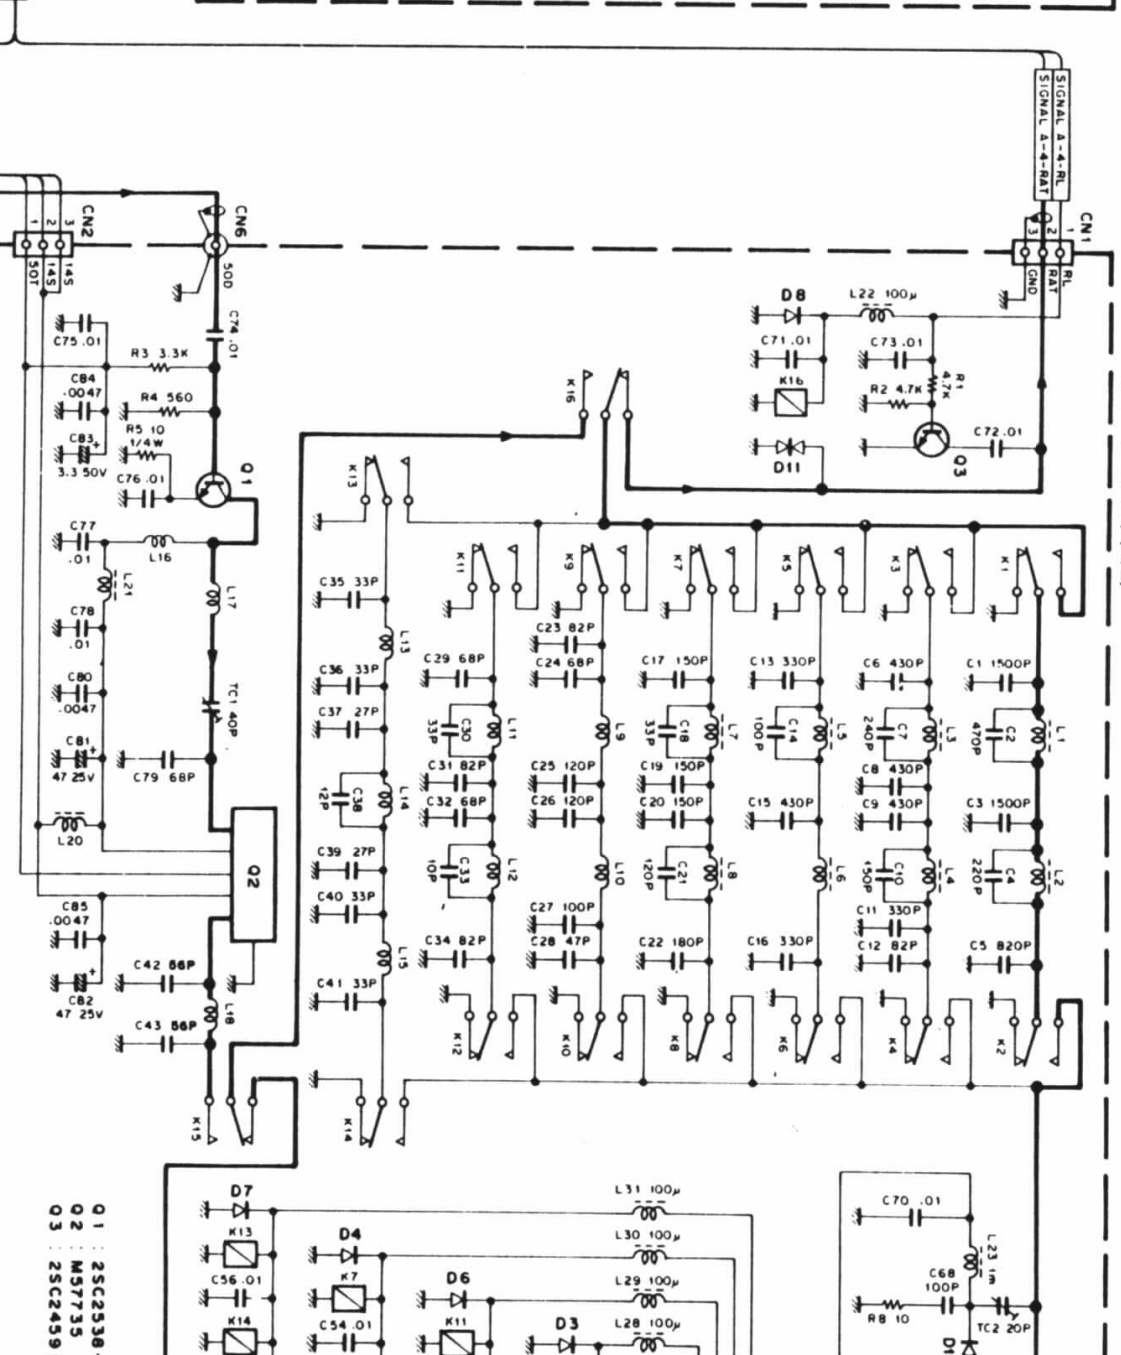 SIGNAL A-4-RAT
SIGNAL A-4-RL
CN2
1
2
3
50T
14S
14S
CN6
50D
CN1
1
2
3
RL
RAT
GND
C75 .01
C74 .01
R3 3.3K
C84
.0047
R4 560
C83
+
3.3 50V
R5 10
1/4W
C76 .01
Q1
C77
.01
L16
L21
L17
C78
.01
C80
.0047
TC1 40P
C81
+
47 25V
C79 68P
L20
Q2
C85
.0047
C82
+
47 25V
C42 56P
L18
C43 56P
K15
K16
D8
L22 100μ
C71 .01
C73 .01
K16
R1
4.7K
R2 4.7K
D11
Q3
C72 .01
K13
K11
K9
K7
K5
K3
K1
C35 33P
L13
C36 33P
C37 27P
C38
12P
L14
C39 27P
C40 33P
L15
C41 33P
K14
C29 68P
C30
33P
L11
C31 82P
C32 68P
C33
10P
L12
C34 82P
K12
C23 82P
C24 68P
L9
C25 120P
C26 120P
L10
C27 100P
C28 47P
K10
C17 150P
C18
33P
L7
C19 150P
C20 150P
C21
120P
L8
C22 180P
K8
C13 330P
C14
100P
L5
C15 430P
L6
C16 330P
K6
C6 430P
C7
240P
L3
C8 430P
C9 430P
C10
150P
L4
C11 330P
C12 82P
K4
C1 1500P
C2
470P
L1
C3 1500P
C4
220P
L2
C5 820P
K2
D7
K13
C56 .01
K14
D4
K7
C54 .01
D6
K11
D3
L31 100μ
L30 100μ
L29 100μ
L28 100μ
C70 .01
L23 1m
C68
100P
R8 10
TC2 20P
D1
Q1 : 2SC2538
Q2 : M57735
Q3 : 2SC2459